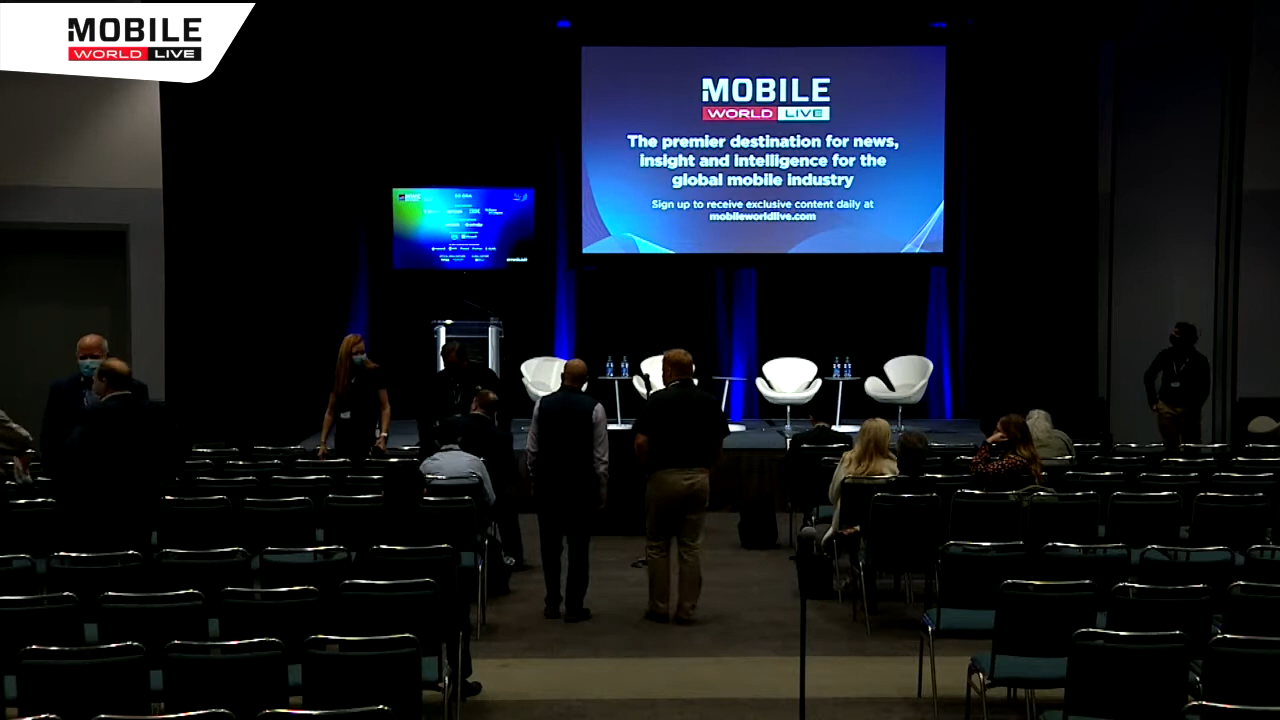 MOBILE
WORLD LIVE
MOBILE
WORLD LIVE
The premier destination for news,
insight and intelligence for the
global mobile industry
Sign up to receive exclusive content daily at
mobileworldlive.com